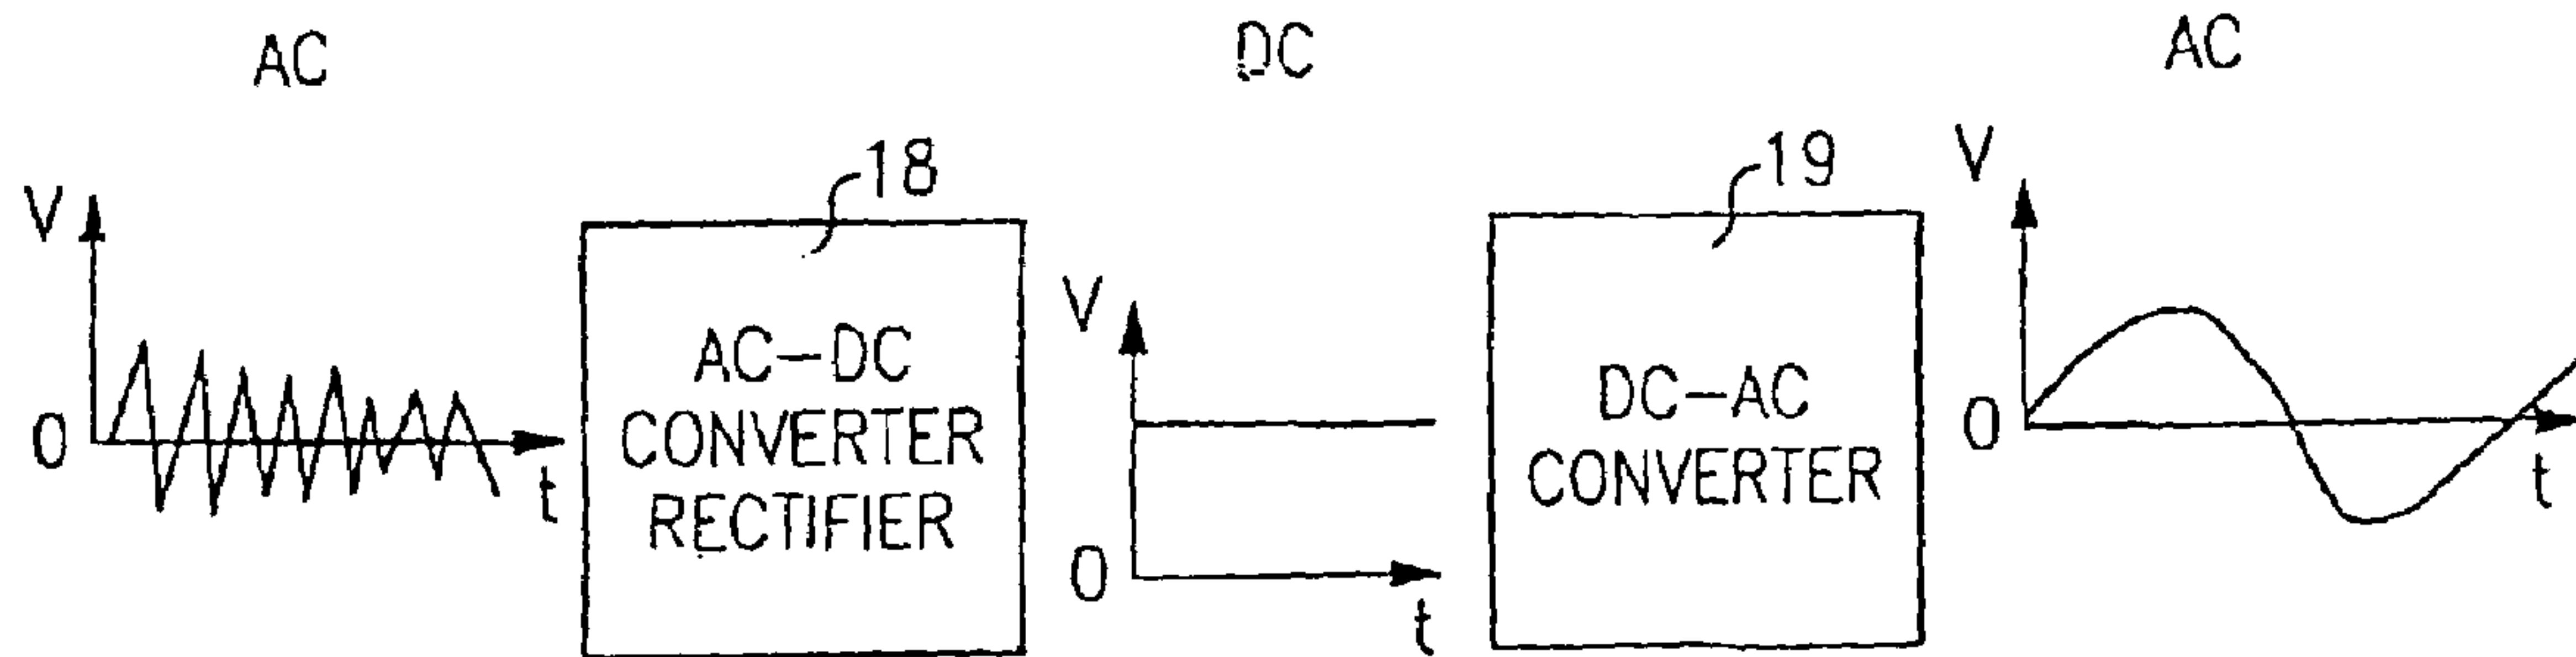 AC
DC
AC
V
0
t
18
AC-DC
CONVERTER
RECTIFIER
V
0
t
19
DC-AC
CONVERTER
V
0
t